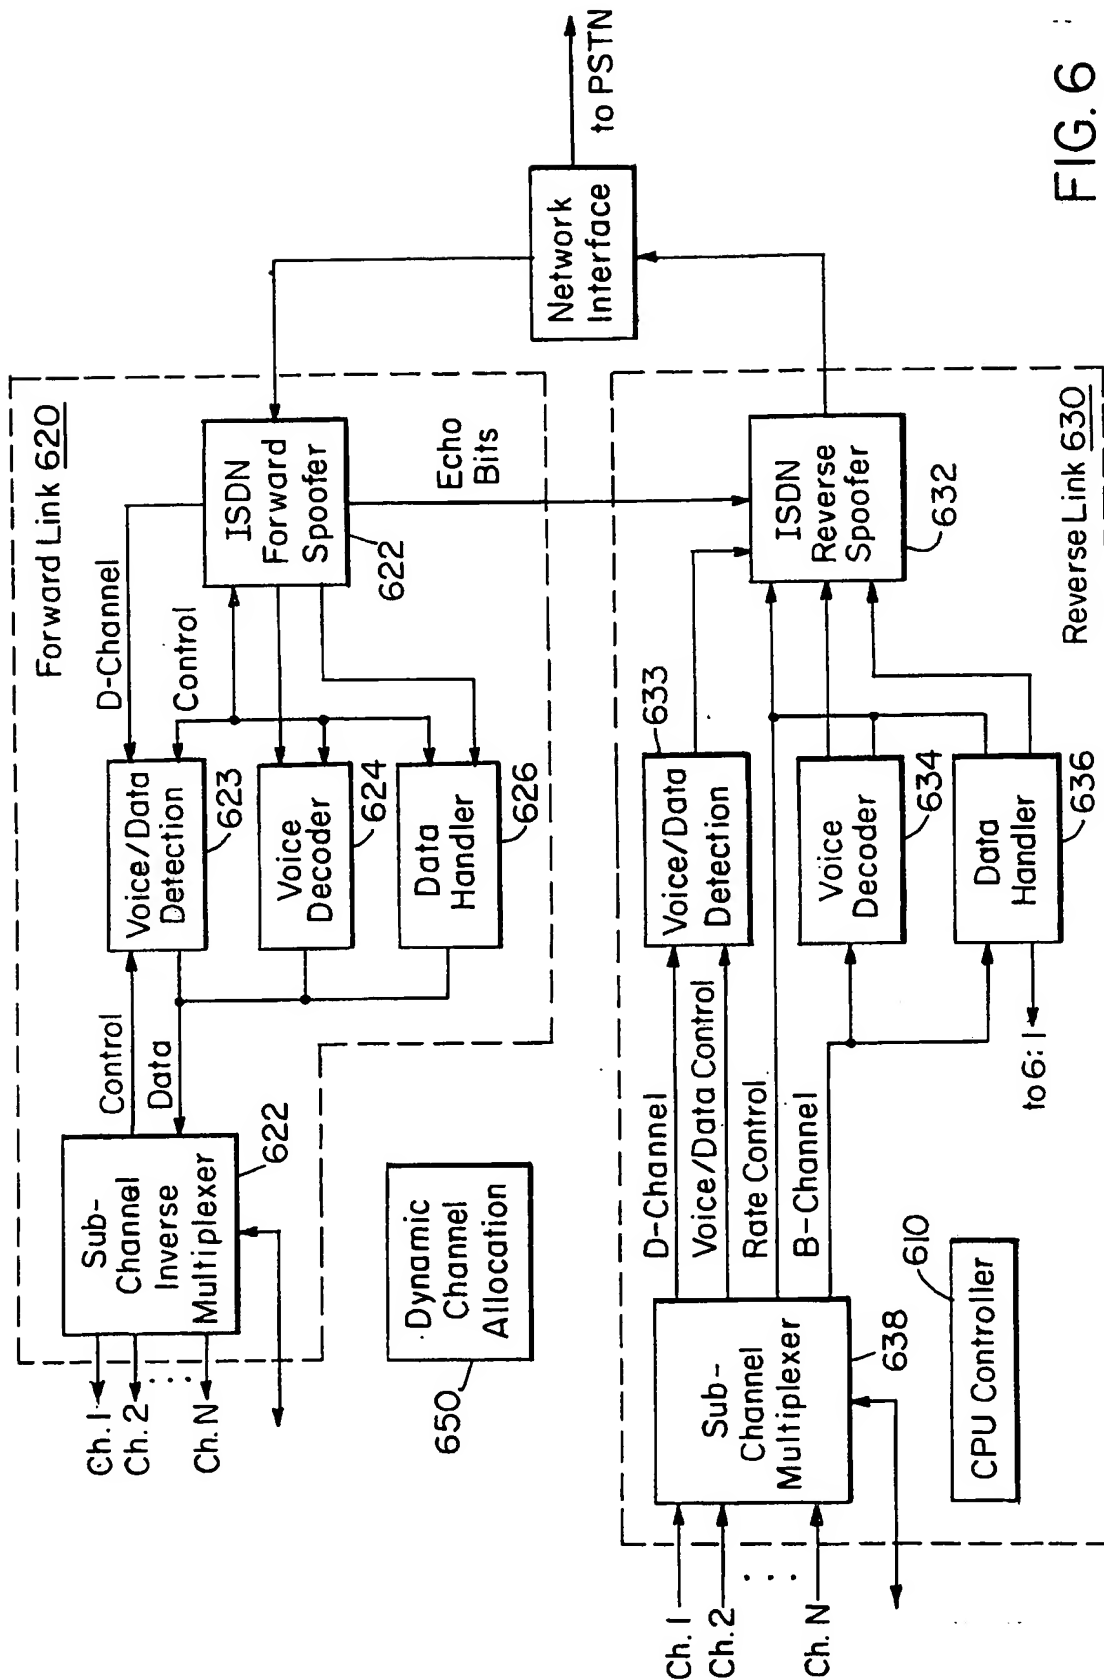 Forward Link 620
D-Channel
Control
ISDN
Forward
Spoofer
622
Echo
Bits
Voice/Data
Detection
623
Voice
Decoder
624
Data
Handler
626
Control
Data
Sub-
Channel
Inverse
Multiplexer
622
Ch. 1
Ch. 2
Ch. N
Dynamic
Channel
Allocation
650
Network
Interface
to PSTN
Reverse Link 630
ISDN
Reverse
Spoofer
632
633
Voice/Data
Detection
Voice
Decoder
634
Data
Handler
636
to 6:1
D-Channel
Voice/Data Control
Rate Control
B-Channel
Sub-
Channel
Multiplexer
638
Ch. 1
Ch. 2
Ch. N
CPU Controller
610
FIG. 6